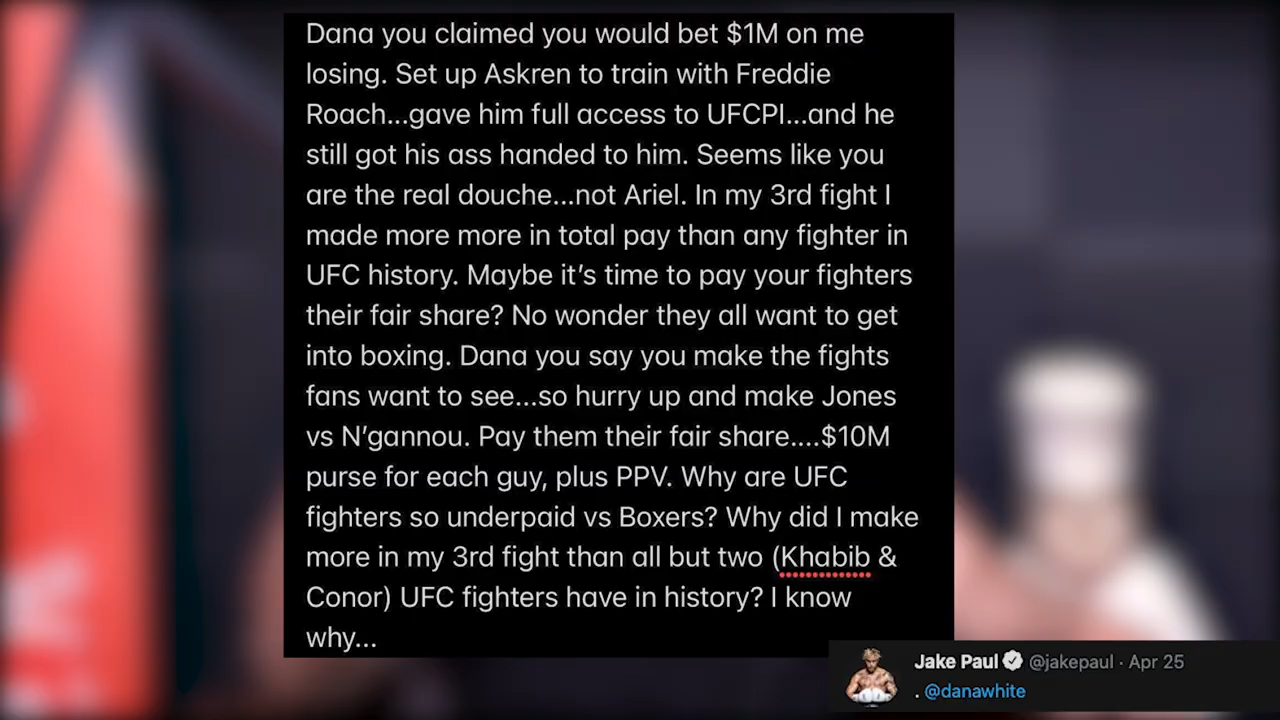 Dana you claimed you would bet $1M on me
losing. Set up Askren to train with Freddie
Roach...gave him full access to UFCPI...and he
still got his ass handed to him. Seems like you
are the real douche...not Ariel. In my 3rd fight I
made more more in total pay than any fighter in
UFC history. Maybe it’s time to pay your fighters
their fair share? No wonder they all want to get
into boxing. Dana you say you make the fights
fans want to see...so hurry up and make Jones
vs N’gannou. Pay them their fair share....$10M
purse for each guy, plus PPV. Why are UFC
fighters so underpaid vs Boxers? Why did I make
more in my 3rd fight than all but two (Khabib &
Conor) UFC fighters have in history? I know
why...
Jake Paul @jakepaul · Apr 25
. @danawhite